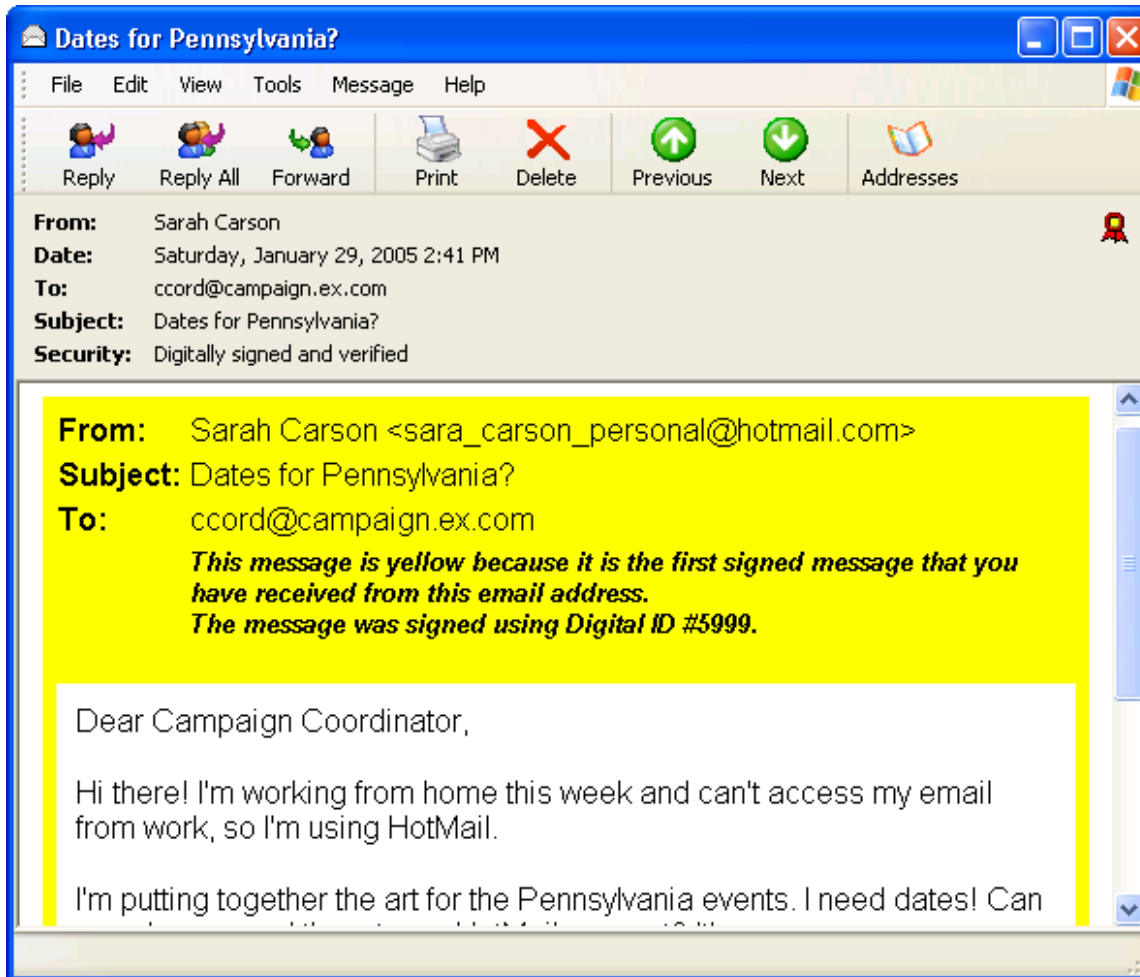 Dates for Pennsylvania?
File Edit View Tools Message Help
Reply Reply All Forward Print Delete Previous Next Addresses
From: Sarah Carson
Date: Saturday, January 29, 2005 2:41 PM
To: ccord@campaign.ex.com
Subject: Dates for Pennsylvania?
Security: Digitally signed and verified
From: Sarah Carson <sara_carson_personal@hotmail.com>
Subject: Dates for Pennsylvania?
To: ccord@campaign.ex.com
This message is yellow because it is the first signed message that you
have received from this email address.
The message was signed using Digital ID #5999.
Dear Campaign Coordinator,
Hi there! I'm working from home this week and can't access my email
from work, so I'm using HotMail.
I'm putting together the art for the Pennsylvania events. I need dates! Can